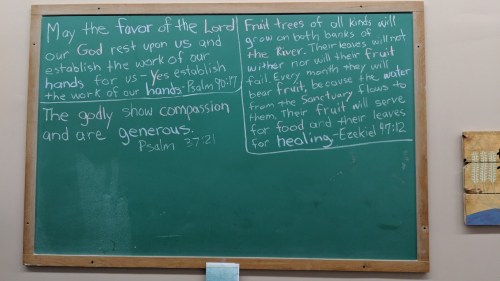 May the favor of the Lord
our God rest upon us and
establish the work of our
hands for us - Yes establish
the work of our hands. - Psalm 90:17
The godly show compassion
and are generous.
Psalm 37:21
Fruit trees of all kinds will
grow on both banks of
the River. Their leaves will not
wither nor will their fruit
fail. Every month they will
bear fruit, because the water
from the Sanctuary flows to
them. Their fruit will serve
for food and their leaves
for healing - Ezekiel 47:12